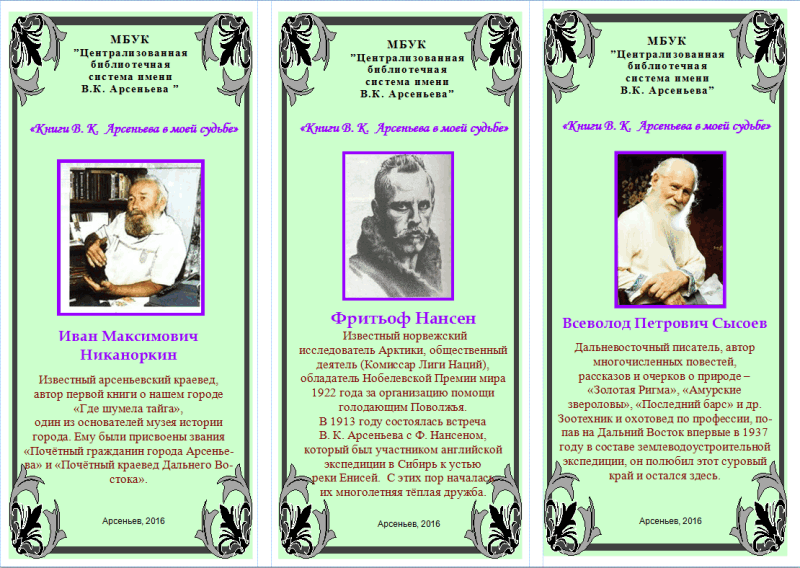 МБУК
"Централизованная
библиотечная
система имени
В.К. Арсеньева "
«Книги В. К. Арсеньева в моей судьбе»
Иван Максимович
Никаноркин
Известный арсеньевский краевед,
автор первой книги о нашем городе
«Где шумела тайга»,
один из основателей музея истории
города. Ему были присвоены звания
«Почётный гражданин города Арсенье-
ва» и «Почётный краевед Дальнего Во-
стока».
Арсеньев, 2016
МБУК
"Централизованная
библиотечная
система имени
В.К. Арсеньева"
«Книги В. К. Арсеньева в моей судьбе»
Фритьоф Нансен
Известный норвежский
исследователь Арктики, общественный
деятель (Комиссар Лиги Наций),
обладатель Нобелевской Премии мира
1922 года за организацию помощи
голодающим Поволжья.
В 1913 году состоялась встреча
В. К. Арсеньева с Ф. Нансеном,
который был участником английской
экспедиции в Сибирь к устью
реки Енисей. С этих пор началась
их многолетняя тёплая дружба.
Арсеньев, 2016
МБУК
"Централизованная
библиотечная
система имени
В.К. Арсеньева"
«Книги В. К. Арсеньева в моей судьбе»
Всеволод Петрович Сысоев
Дальневосточный писатель, автор
многочисленных повестей,
рассказов и очерков о природе –
«Золотая Ригма», «Амурские
звероловы», «Последний барс» и др.
Зоотехник и охотовед по профессии, по-
пав на Дальний Восток впервые в 1937
году в составе землеводоустроительной
экспедиции, он полюбил этот суровый
край и остался здесь.
Арсеньев, 2016